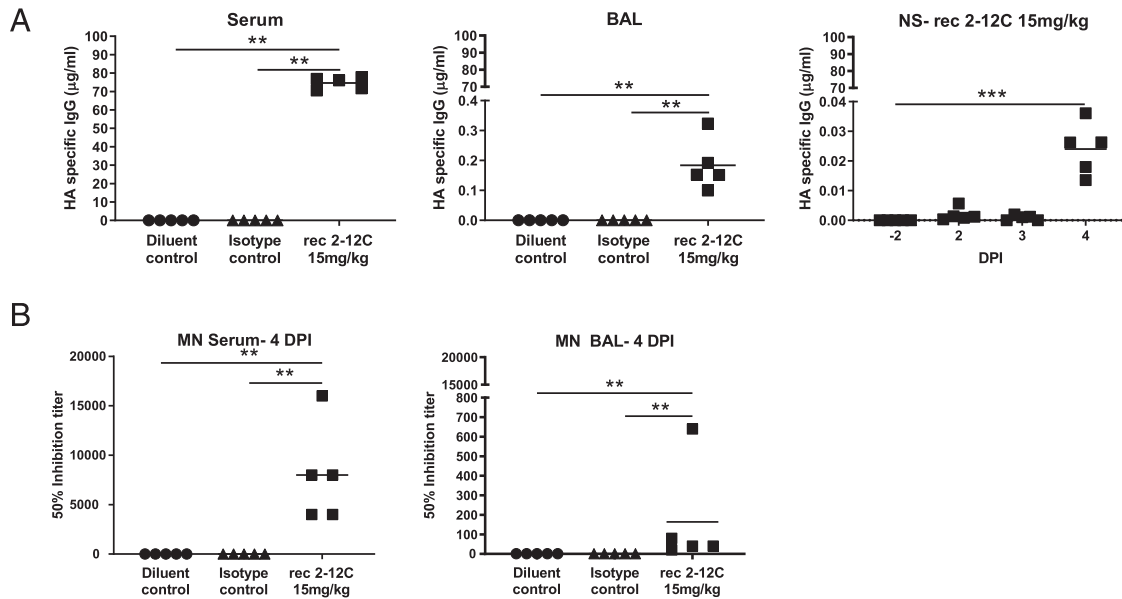 A
Serum
HA specific IgG (μg/ml)
100
90
80
70
60
50
40
30
20
10
0
**
**
Diluent control
Isotype control
rec 2-12C 15mg/kg
BAL
HA specific IgG (μg/ml)
100
90
80
70
0.4
0.3
0.2
0.1
0.0
**
**
Diluent control
Isotype control
rec 2-12C 15mg/kg
NS- rec 2-12C 15mg/kg
HA specific IgG (μg/ml)
100
90
80
70
0.04
0.03
0.02
0.01
0.00
***
-2
2
3
4
DPI
B
MN Serum- 4 DPI
50% Inhibition titer
20000
15000
10000
5000
0
**
**
Diluent control
Isotype control
rec 2-12C 15mg/kg
MN BAL- 4 DPI
50% Inhibition titer
20000
15000
800
700
600
500
400
300
200
100
0
**
**
Diluent control
Isotype control
rec 2-12C 15mg/kg